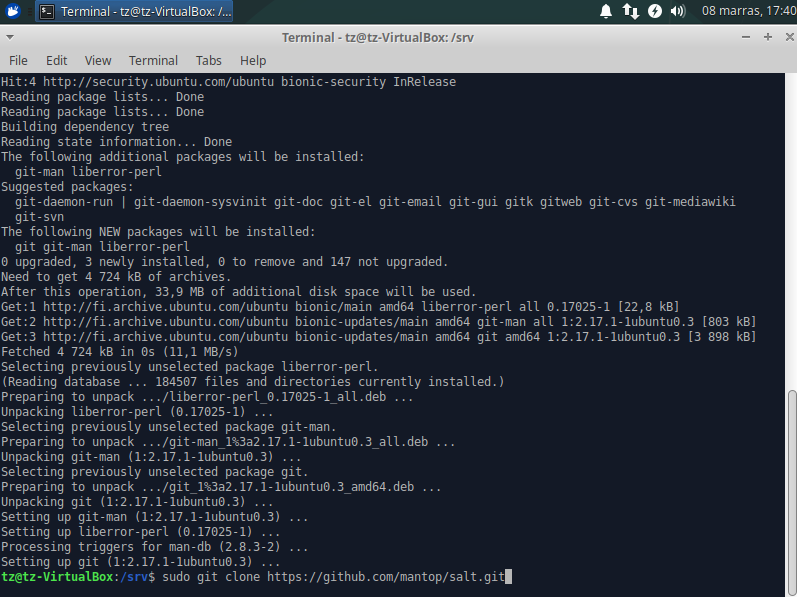 Terminal - tz@tz-VirtualBox: /...
08 marras, 17:40
Terminal - tz@tz-VirtualBox: /srv
File Edit View Terminal Tabs Help
Hit:4 http://security.ubuntu.com/ubuntu bionic-security InRelease
Reading package lists... Done
Reading package lists... Done
Building dependency tree
Reading state information... Done
The following additional packages will be installed:
  git-man liberror-perl
Suggested packages:
  git-daemon-run | git-daemon-sysvinit git-doc git-el git-email git-gui gitk gitweb git-cvs git-mediawiki
  git-svn
The following NEW packages will be installed:
  git git-man liberror-perl
0 upgraded, 3 newly installed, 0 to remove and 147 not upgraded.
Need to get 4 724 kB of archives.
After this operation, 33,9 MB of additional disk space will be used.
Get:1 http://fi.archive.ubuntu.com/ubuntu bionic/main amd64 liberror-perl all 0.17025-1 [22,8 kB]
Get:2 http://fi.archive.ubuntu.com/ubuntu bionic-updates/main amd64 git-man all 1:2.17.1-1ubuntu0.3 [803 kB]
Get:3 http://fi.archive.ubuntu.com/ubuntu bionic-updates/main amd64 git amd64 1:2.17.1-1ubuntu0.3 [3 898 kB]
Fetched 4 724 kB in 0s (11,1 MB/s)
Selecting previously unselected package liberror-perl.
(Reading database ... 184507 files and directories currently installed.)
Preparing to unpack .../liberror-perl_0.17025-1_all.deb ...
Unpacking liberror-perl (0.17025-1) ...
Selecting previously unselected package git-man.
Preparing to unpack .../git-man_1%3a2.17.1-1ubuntu0.3_all.deb ...
Unpacking git-man (1:2.17.1-1ubuntu0.3) ...
Selecting previously unselected package git.
Preparing to unpack .../git_1%3a2.17.1-1ubuntu0.3_amd64.deb ...
Unpacking git (1:2.17.1-1ubuntu0.3) ...
Setting up git-man (1:2.17.1-1ubuntu0.3) ...
Setting up liberror-perl (0.17025-1) ...
Processing triggers for man-db (2.8.3-2) ...
Setting up git (1:2.17.1-1ubuntu0.3) ...
tz@tz-VirtualBox:/srv$ sudo git clone https://github.com/mantop/salt.git